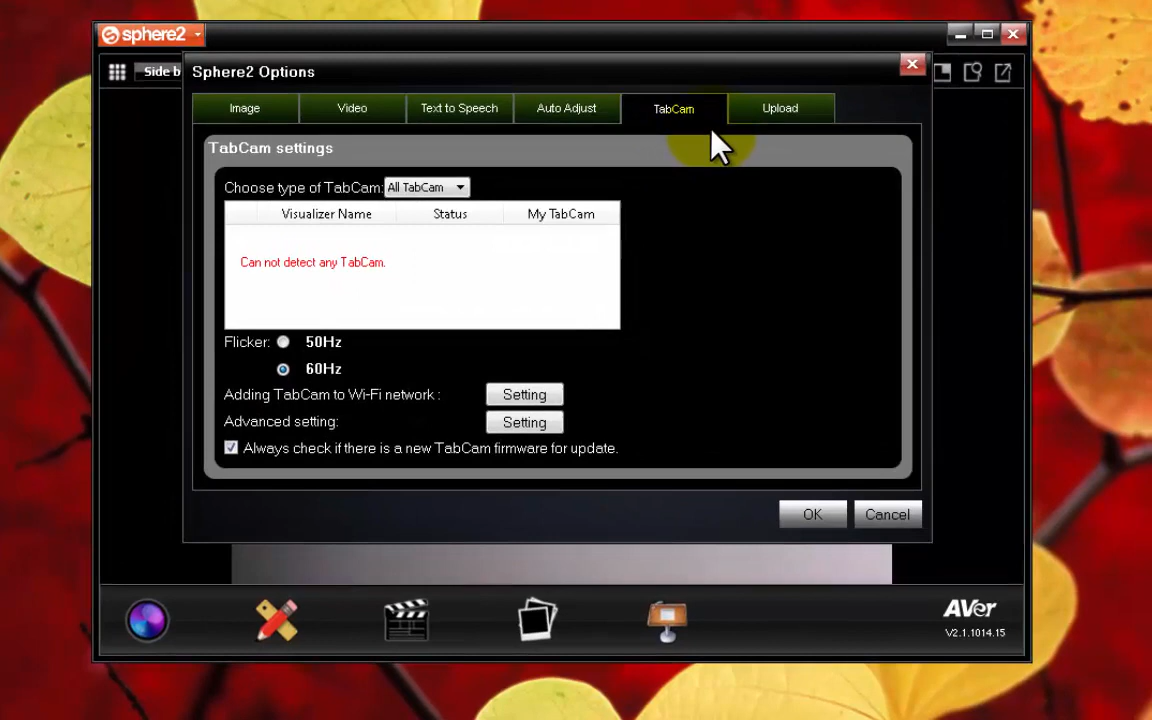 sphere2
Side b
Sphere2 Options
Image Video Text to Speech Auto Adjust TabCam Upload
TabCam settings
Choose type of TabCam: All TabCam
Visualizer Name Status My TabCam
Can not detect any TabCam.
Flicker: 50Hz
60Hz
Adding TabCam to Wi-Fi network : Setting
Advanced setting: Setting
Always check if there is a new TabCam firmware for update.
OK Cancel
AVer
V2.1.1014.15